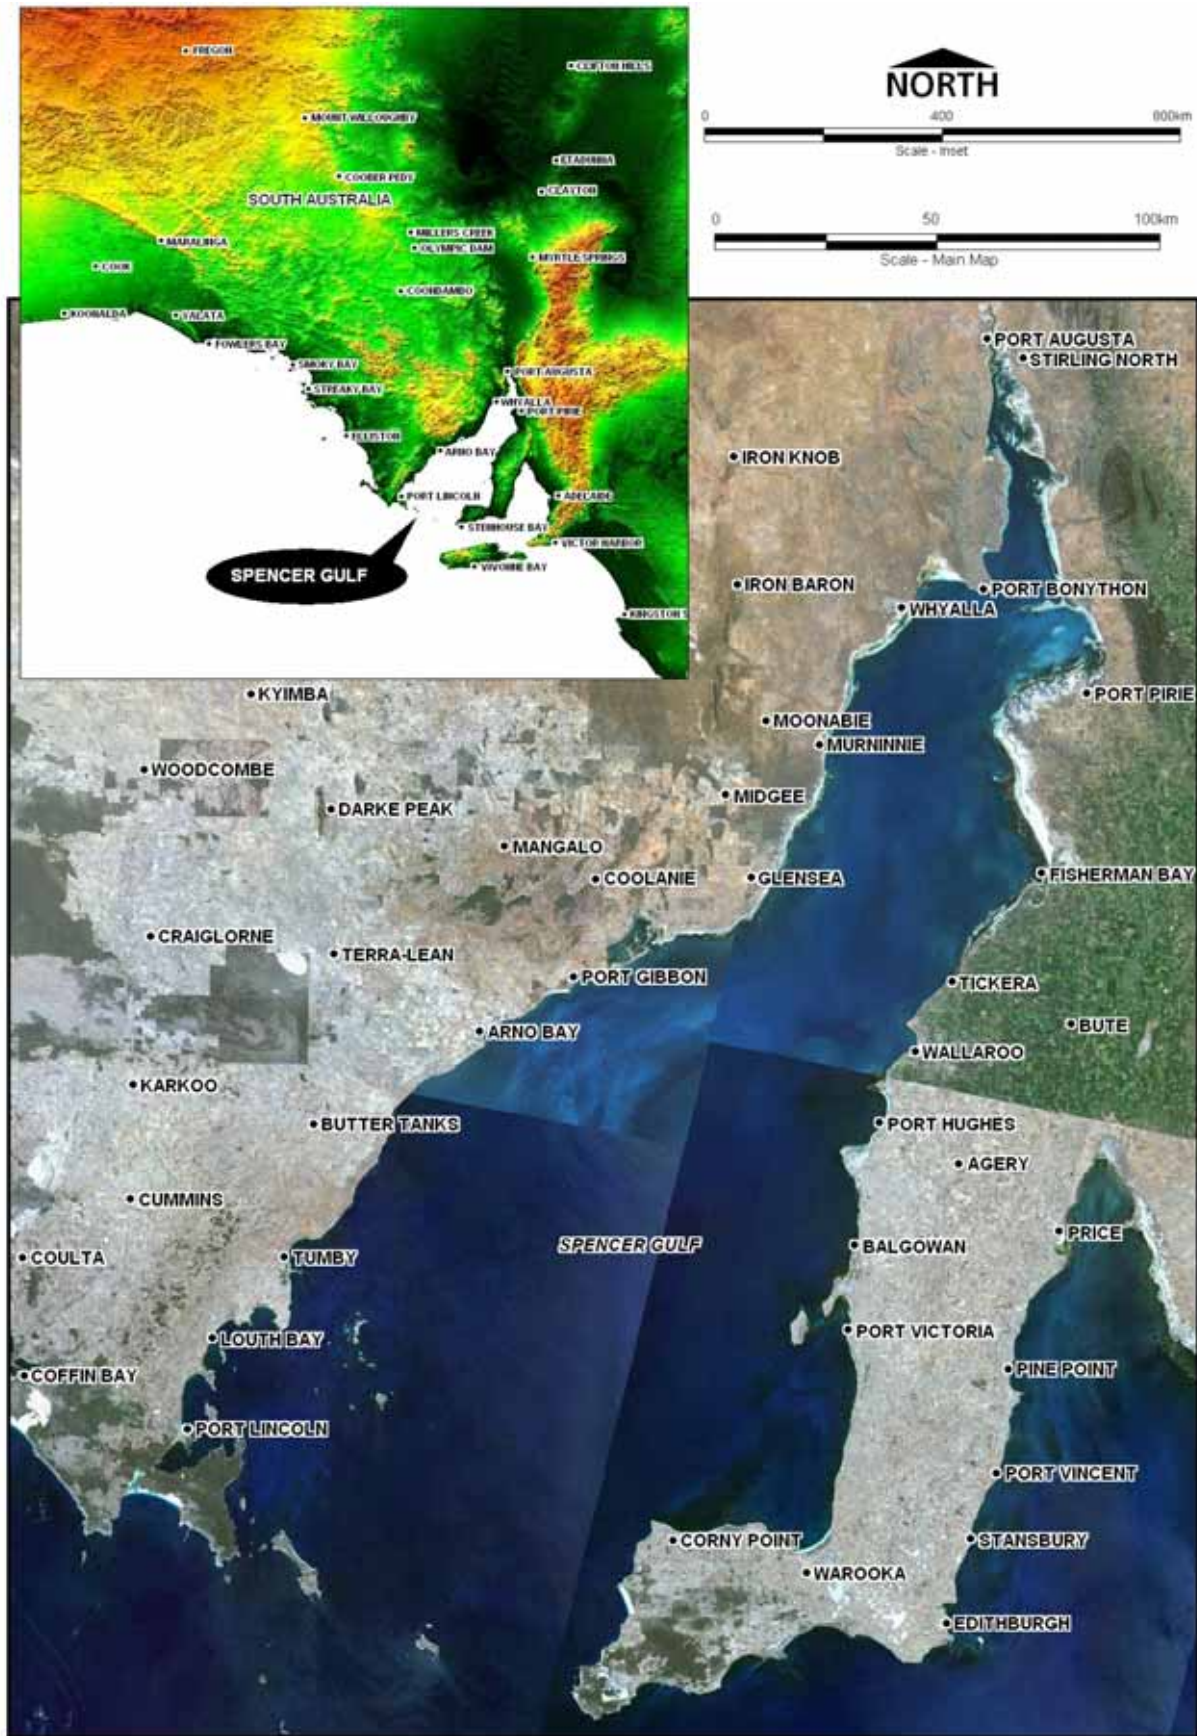 NORTH
0 400 800km
Scale - Inset
0 50 100km
Scale - Main Map
FREGON
CLIFTON HILLS
MOUNT WILLOUGHBY
ETADUNNA
COOBER PEDY
CLAYTON
SOUTH AUSTRALIA
MILLERS CREEK
MARALINGA
OLYMPIC DAM
MYRTLE SPRINGS
COOK
COONDAMBO
KOONALDA
YALATA
FOWLERS BAY
SMOKY BAY
PORT AUGUSTA
STREAKY BAY
WHYALLA
PORT PIRIE
ELLISTON
ARNO BAY
PORT LINCOLN
ADELAIDE
STENHOUSE BAY
VICTOR HARBOR
VIVONNE BAY
SPENCER GULF
KINGSTON S
PORT AUGUSTA
STIRLING NORTH
IRON KNOB
IRON BARON
PORT BONYTHON
WHYALLA
KYIMBA
PORT PIRIE
MOONABIE
MURNINNIE
WOODCOMBE
MIDGEE
DARKE PEAK
MANGALO
COOLANIE
GLENSEA
FISHERMAN BAY
CRAIGLORNE
TERRA-LEAN
PORT GIBBON
TICKERA
ARNO BAY
BUTE
WALLAROO
KARKOO
BUTTER TANKS
PORT HUGHES
AGERY
CUMMINS
PRICE
SPENCER GULF
BALGOWAN
COULTA
TUMBY
PORT VICTORIA
LOUTH BAY
PINE POINT
COFFIN BAY
PORT LINCOLN
PORT VINCENT
CORNY POINT
STANSBURY
WAROOKA
EDITHBURGH